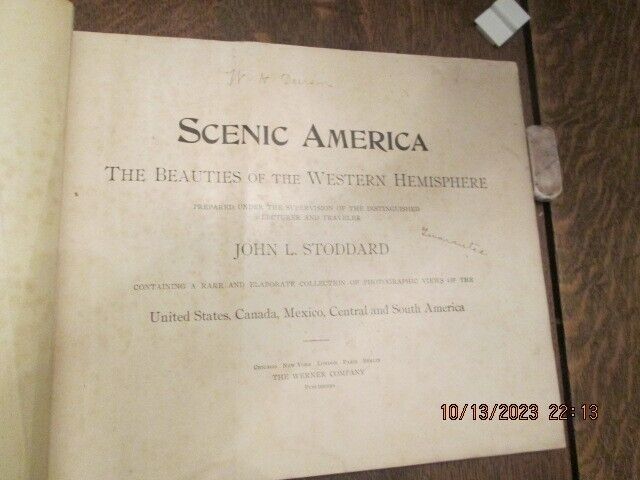 W. H.
SCENIC AMERICA
THE BEAUTIES OF THE WESTERN HEMISPHERE
PREPARED UNDER THE SUPERVISION OF THE DISTINGUISHED
LECTURER AND TRAVELER
JOHN L. STODDARD
CONTAINING A RARE AND ELABORATE COLLECTION OF PHOTOGRAPHIC VIEWS OF THE
United States, Canada, Mexico, Central and South America
CHICAGO NEW YORK LONDON PARIS BERLIN
THE WERNER COMPANY
PUBLISHERS
10/13/2023 22:13